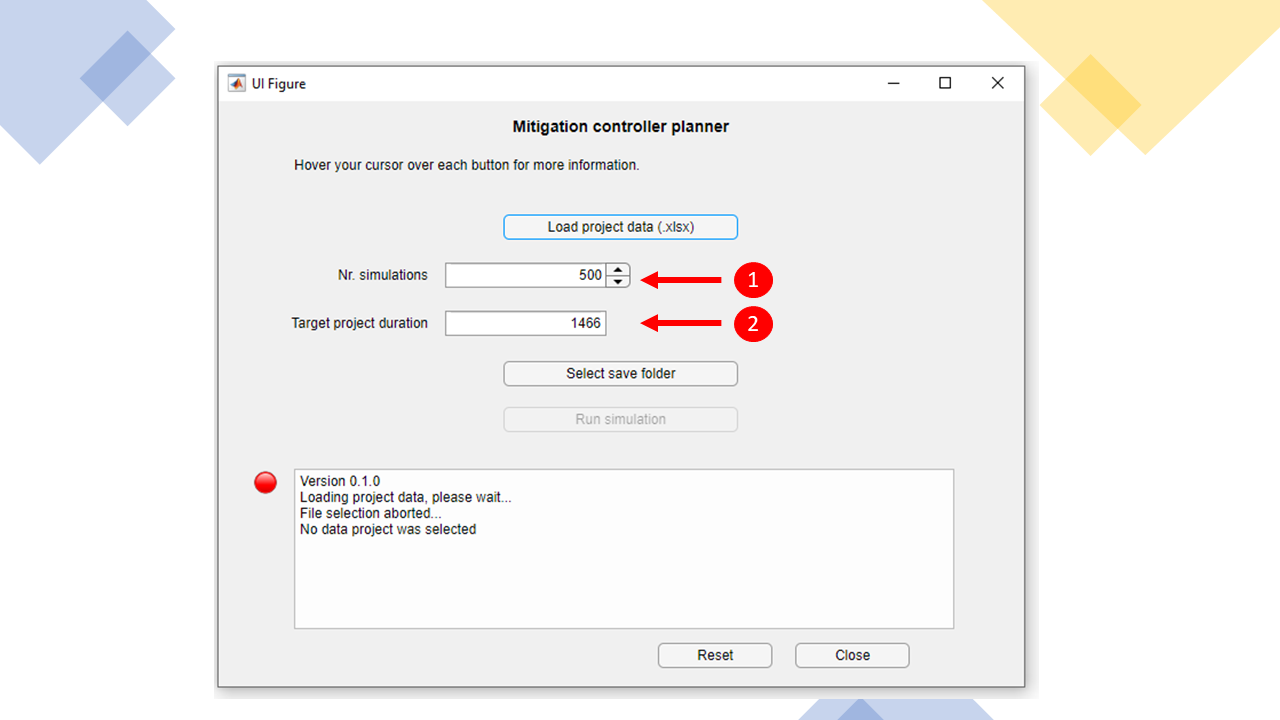 UI Figure
Mitigation controller planner
Hover your cursor over each button for more information.
Load project data (.xlsx)
Nr. simulations 500 1
Target project duration 1466 2
Select save folder
Run simulation
Version 0.1.0
Loading project data, please wait...
File selection aborted...
No data project was selected
Reset Close